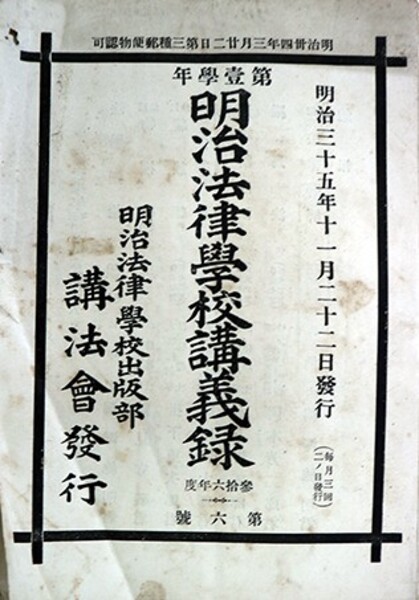 明治卅四年三月廿二日第三種郵便物認可
明治三十五年十一月二十二日發行
（每月三回
二ノ日發行）
第壹學年
明治法律學校講義録
參拾六年度
第六號
明治法律學校出版部
講法會發行